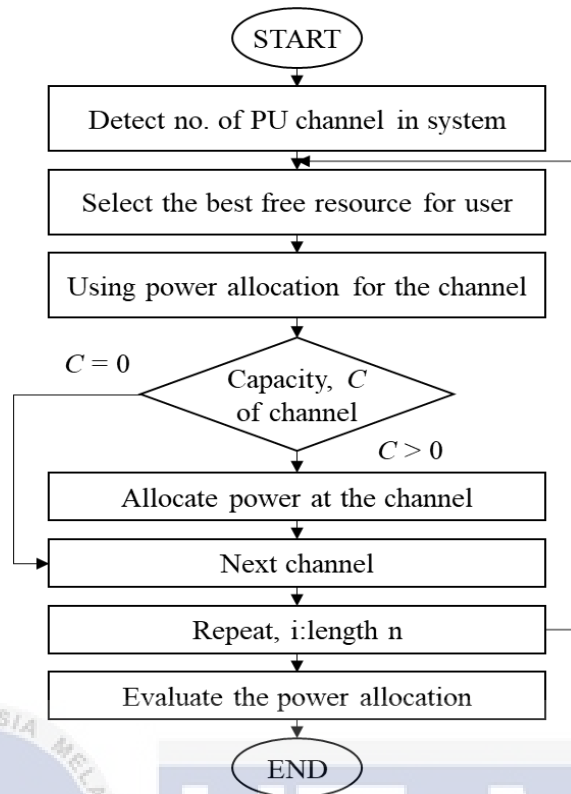 START
Detect no. of PU channel in system
Select the best free resource for user
Using power allocation for the channel
C = 0
Capacity, C
of channel
C > 0
Allocate power at the channel
Next channel
Repeat, i:length n
Evaluate the power allocation
END